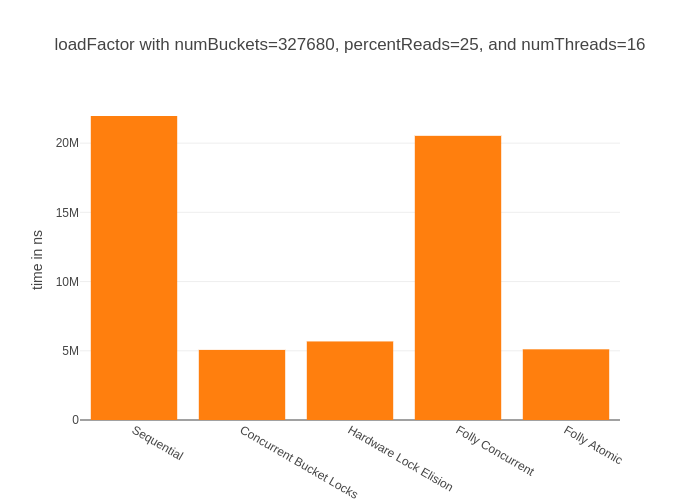 loadFactor with numBuckets=327680, percentReads=25, and numThreads=16
time in ns
20M
15M
10M
5M
0
Sequential
Concurrent Bucket Locks
Hardware Lock Elision
Folly Concurrent
Folly Atomic